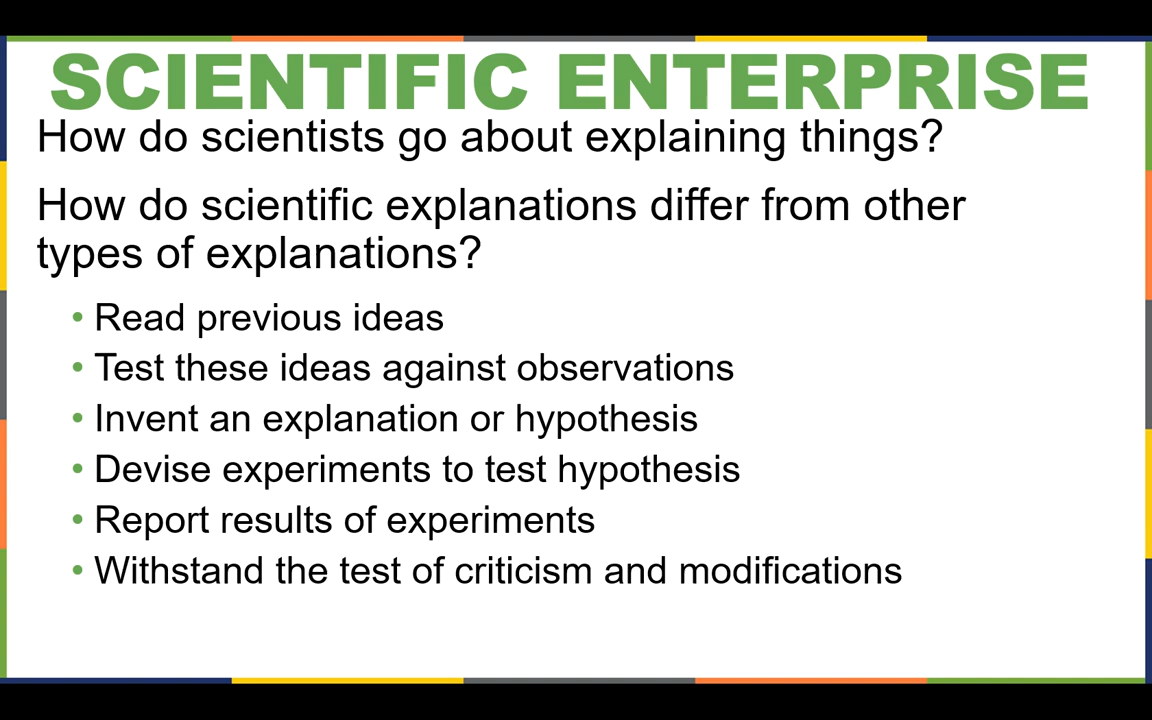 SCIENTIFIC ENTERPRISE
How do scientists go about explaining things?
How do scientific explanations differ from other
types of explanations?
• Read previous ideas
• Test these ideas against observations
• Invent an explanation or hypothesis
• Devise experiments to test hypothesis
• Report results of experiments
• Withstand the test of criticism and modifications